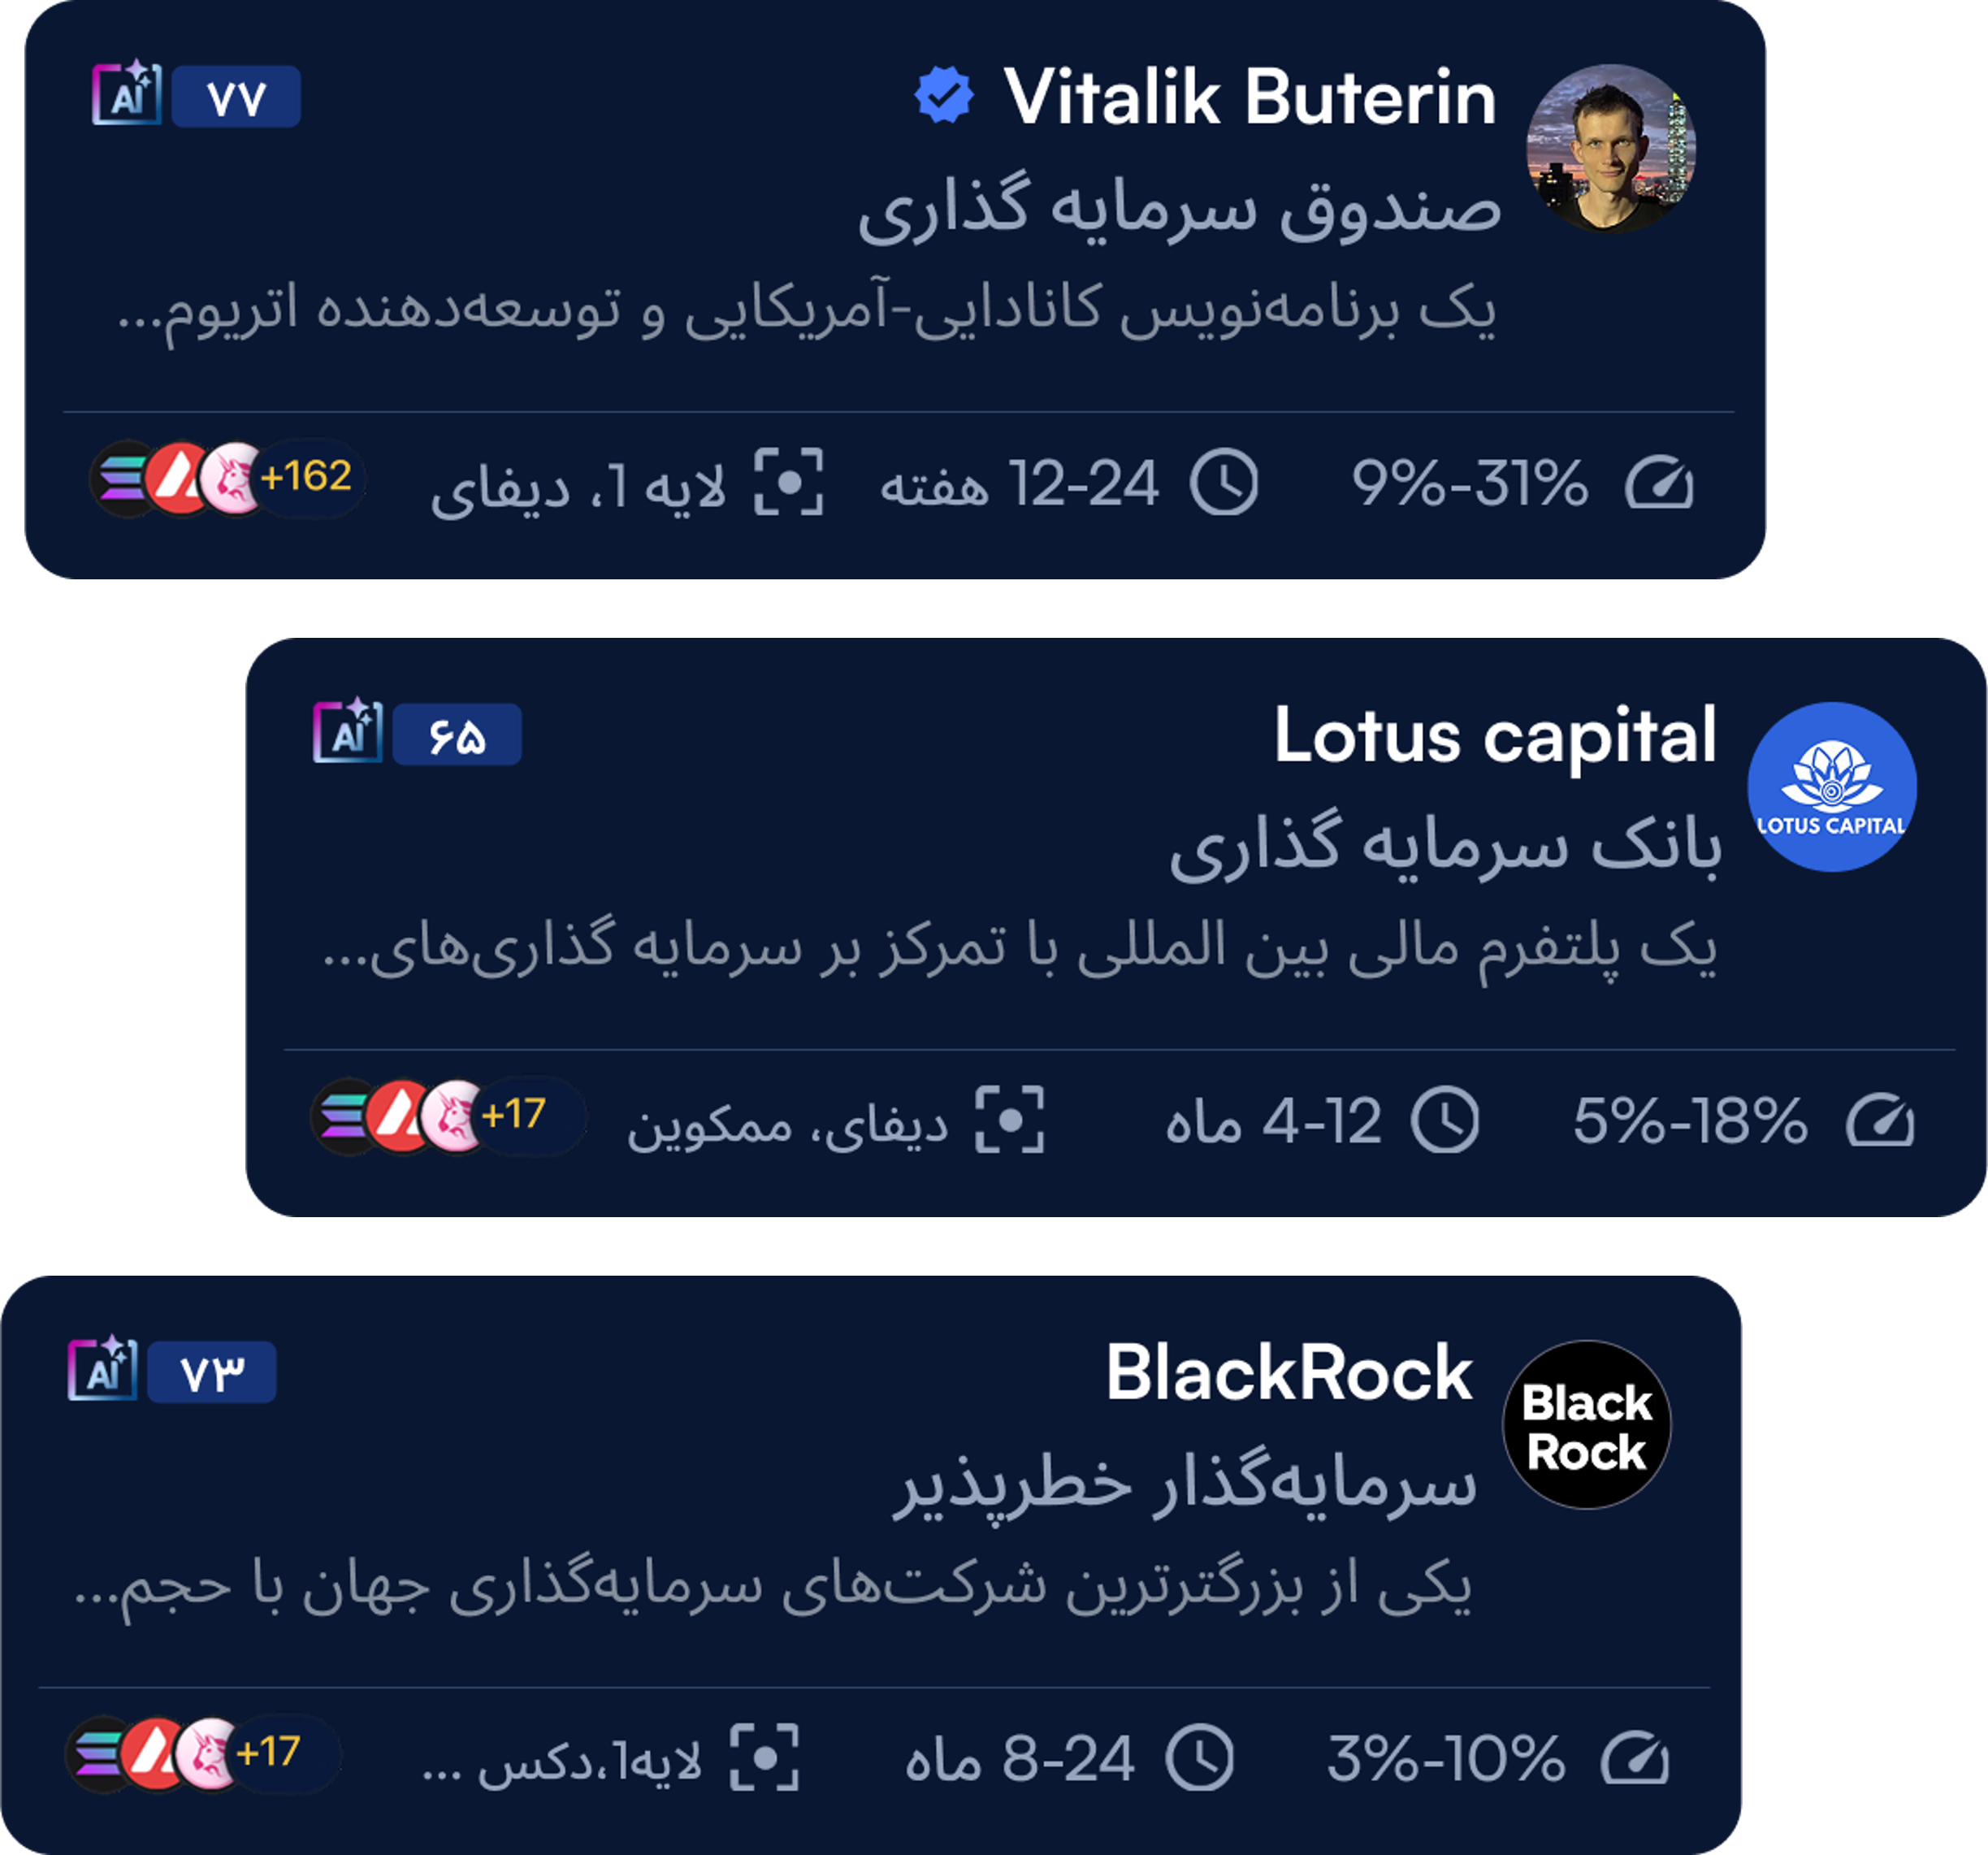 Vitalik Buterin
۷۷
AI
صندوق سرمایه گذاری
یک برنامه‌نویس کانادایی-آمریکایی و توسعه‌دهنده اتریوم...
9%-31%
12-24 هفته
لایه 1، دیفای
+162
Lotus capital
۶۵
AI
LOTUS CAPITAL
بانک سرمایه گذاری
یک پلتفرم مالی بین المللی با تمرکز بر سرمایه گذاری‌های...
5%-18%
4-12 ماه
دیفای، ممکوین
+17
BlackRock
۷۳
AI
Black
Rock
سرمایه‌گذار خطرپذیر
یکی از بزرگترترین شرکت‌های سرمایه‌گذاری جهان با حجم...
3%-10%
8-24 ماه
لایه1،دکس ...
+17